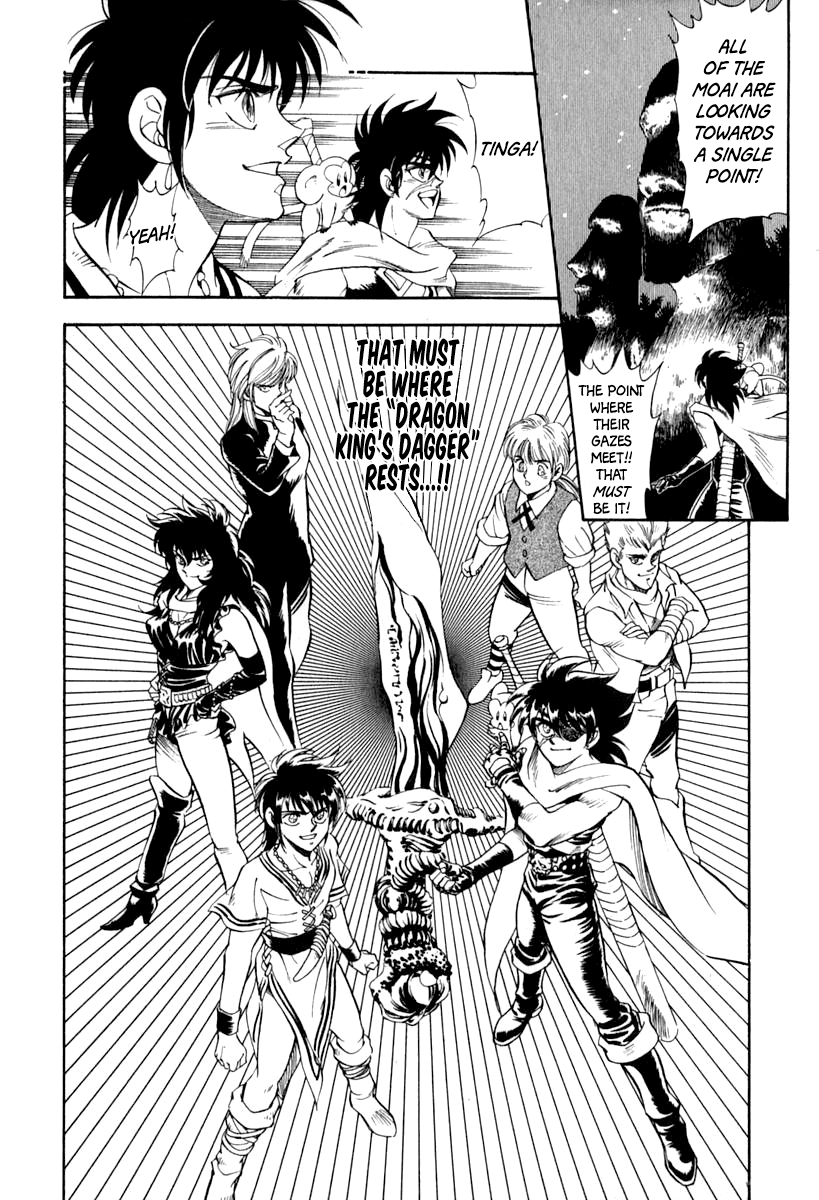 ALL
OF THE
MOAI ARE
LOOKING
TOWARDS
A SINGLE
POINT!
THE POINT
WHERE
THEIR
GAZES
MEET!!
THAT
MUST
BE IT!
TINGA!
YEAH!
THAT MUST
BE WHERE
THE "DRAGON
KING'S DAGGER"
RESTS...!!